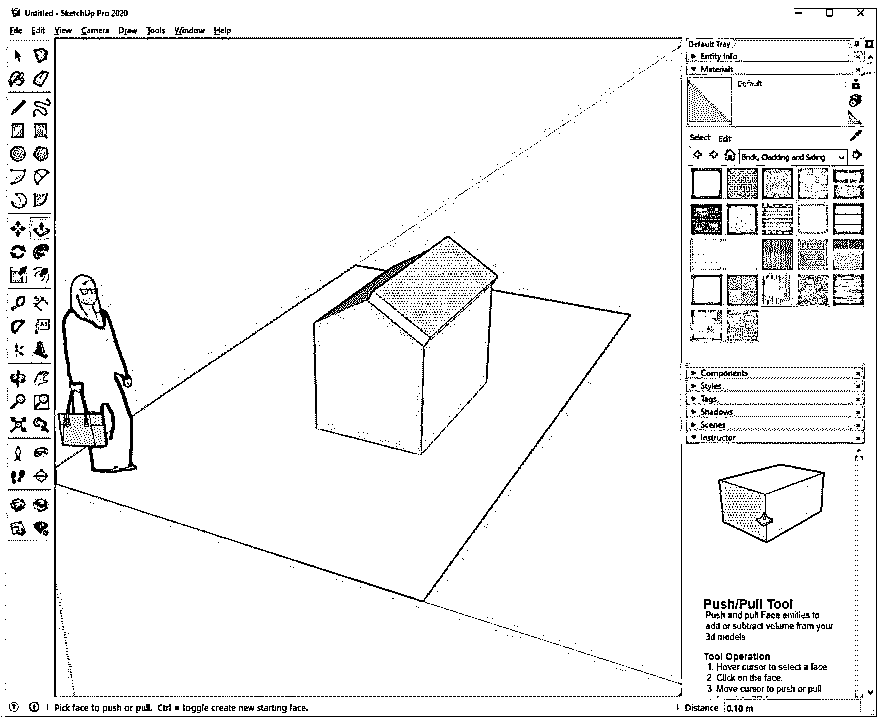 Untitled - SketchUp Pro 2020
File Edit View Camera Draw Tools Window Help
Default Tray
Entity Info
Materials
Default
Select Edit
Brick, Cladding and Siding
Components
Styles
Tags
Shadows
Scenes
Instructor
Push/Pull Tool
Push and pull Face entities to
add or subtract volume from your
3d models
Tool Operation
1. Hover cursor to select a face
2 Click on the face.
3 Move cursor to push or pull
Pick face to push or pull. Ctrl = toggle create new starting face.
Distance 0.10 m